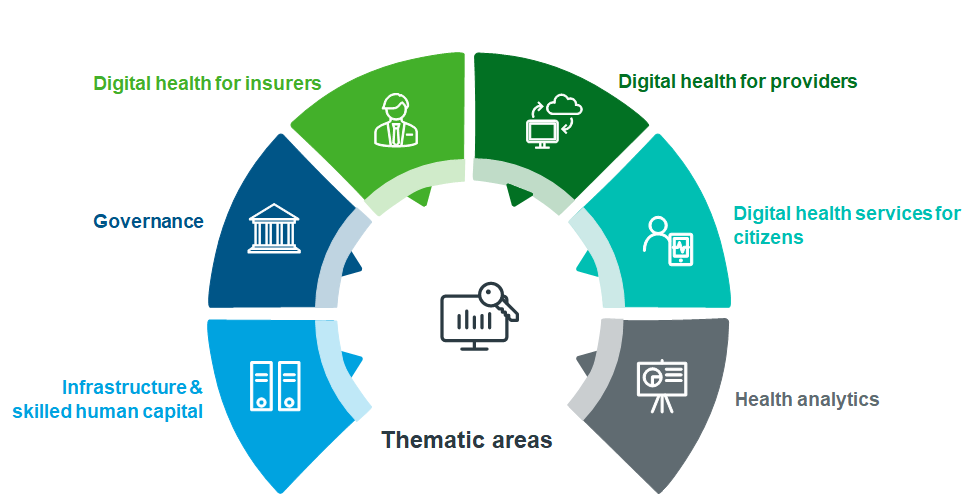 Digital health for insurers
Digital health for providers
Governance
Digital health services for
citizens
Infrastructure &
skilled human capital
Health analytics
Thematic areas